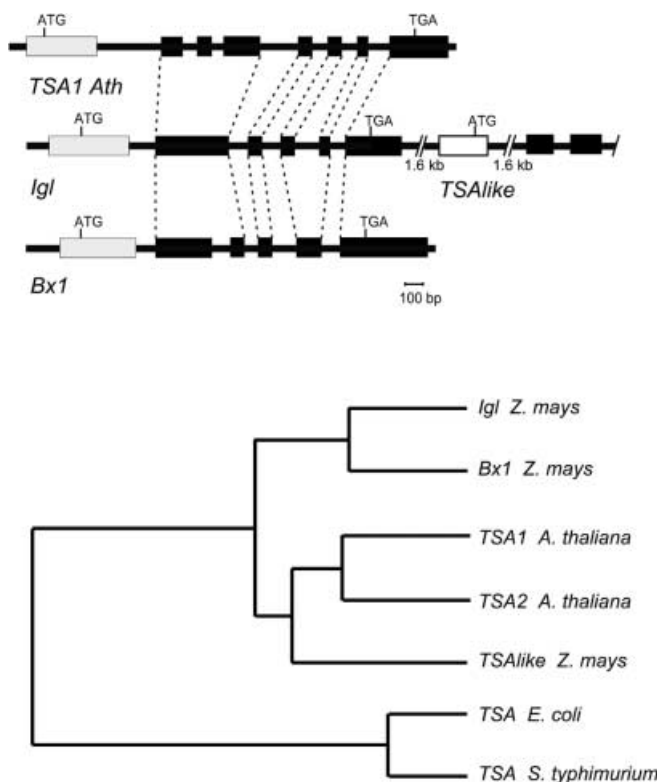 ATG TGA
TSA1 Ath
ATG TGA ATG
1.6 kb 1.6 kb
Igl TSAlike
ATG TGA
Bx1
100 bp
Igl Z. mays
Bx1 Z. mays
TSA1 A. thaliana
TSA2 A. thaliana
TSAlike Z. mays
TSA E. coli
TSA S. typhimurium